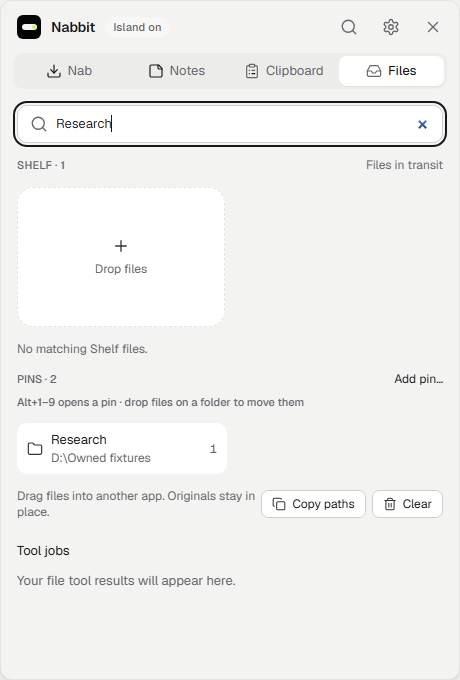 Nabbit
Island on
Nab
Notes
Clipboard
Files
Research
SHELF · 1
Files in transit
Drop files
No matching Shelf files.
PINS · 2
Add pin…
Alt+1–9 opens a pin · drop files on a folder to move them
Research
D:\Owned fixtures
1
Drag files into another app. Originals stay in
place.
Copy paths
Clear
Tool jobs
Your file tool results will appear here.